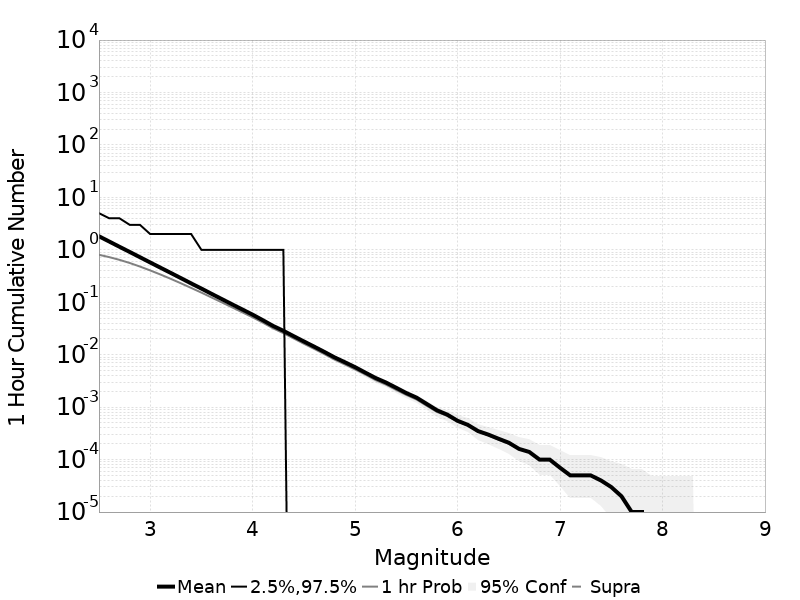 10^4
10^3
10^2
10^1
10^0
10^-1
10^-2
10^-3
10^-4
10^-5
1 Hour Cumulative Number
3 4 5 6 7 8 9
Magnitude
Mean 2.5%,97.5% 1 hr Prob 95% Conf Supra